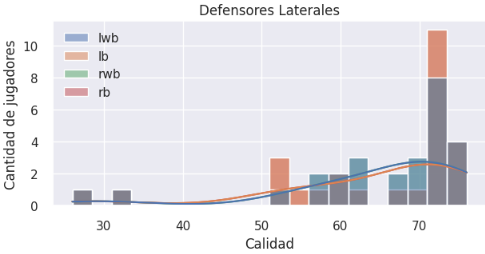 Defensores Laterales
Cantidad de jugadores
10
8
6
4
2
0
lwb
lb
rwb
rb
30 40 50 60 70
Calidad